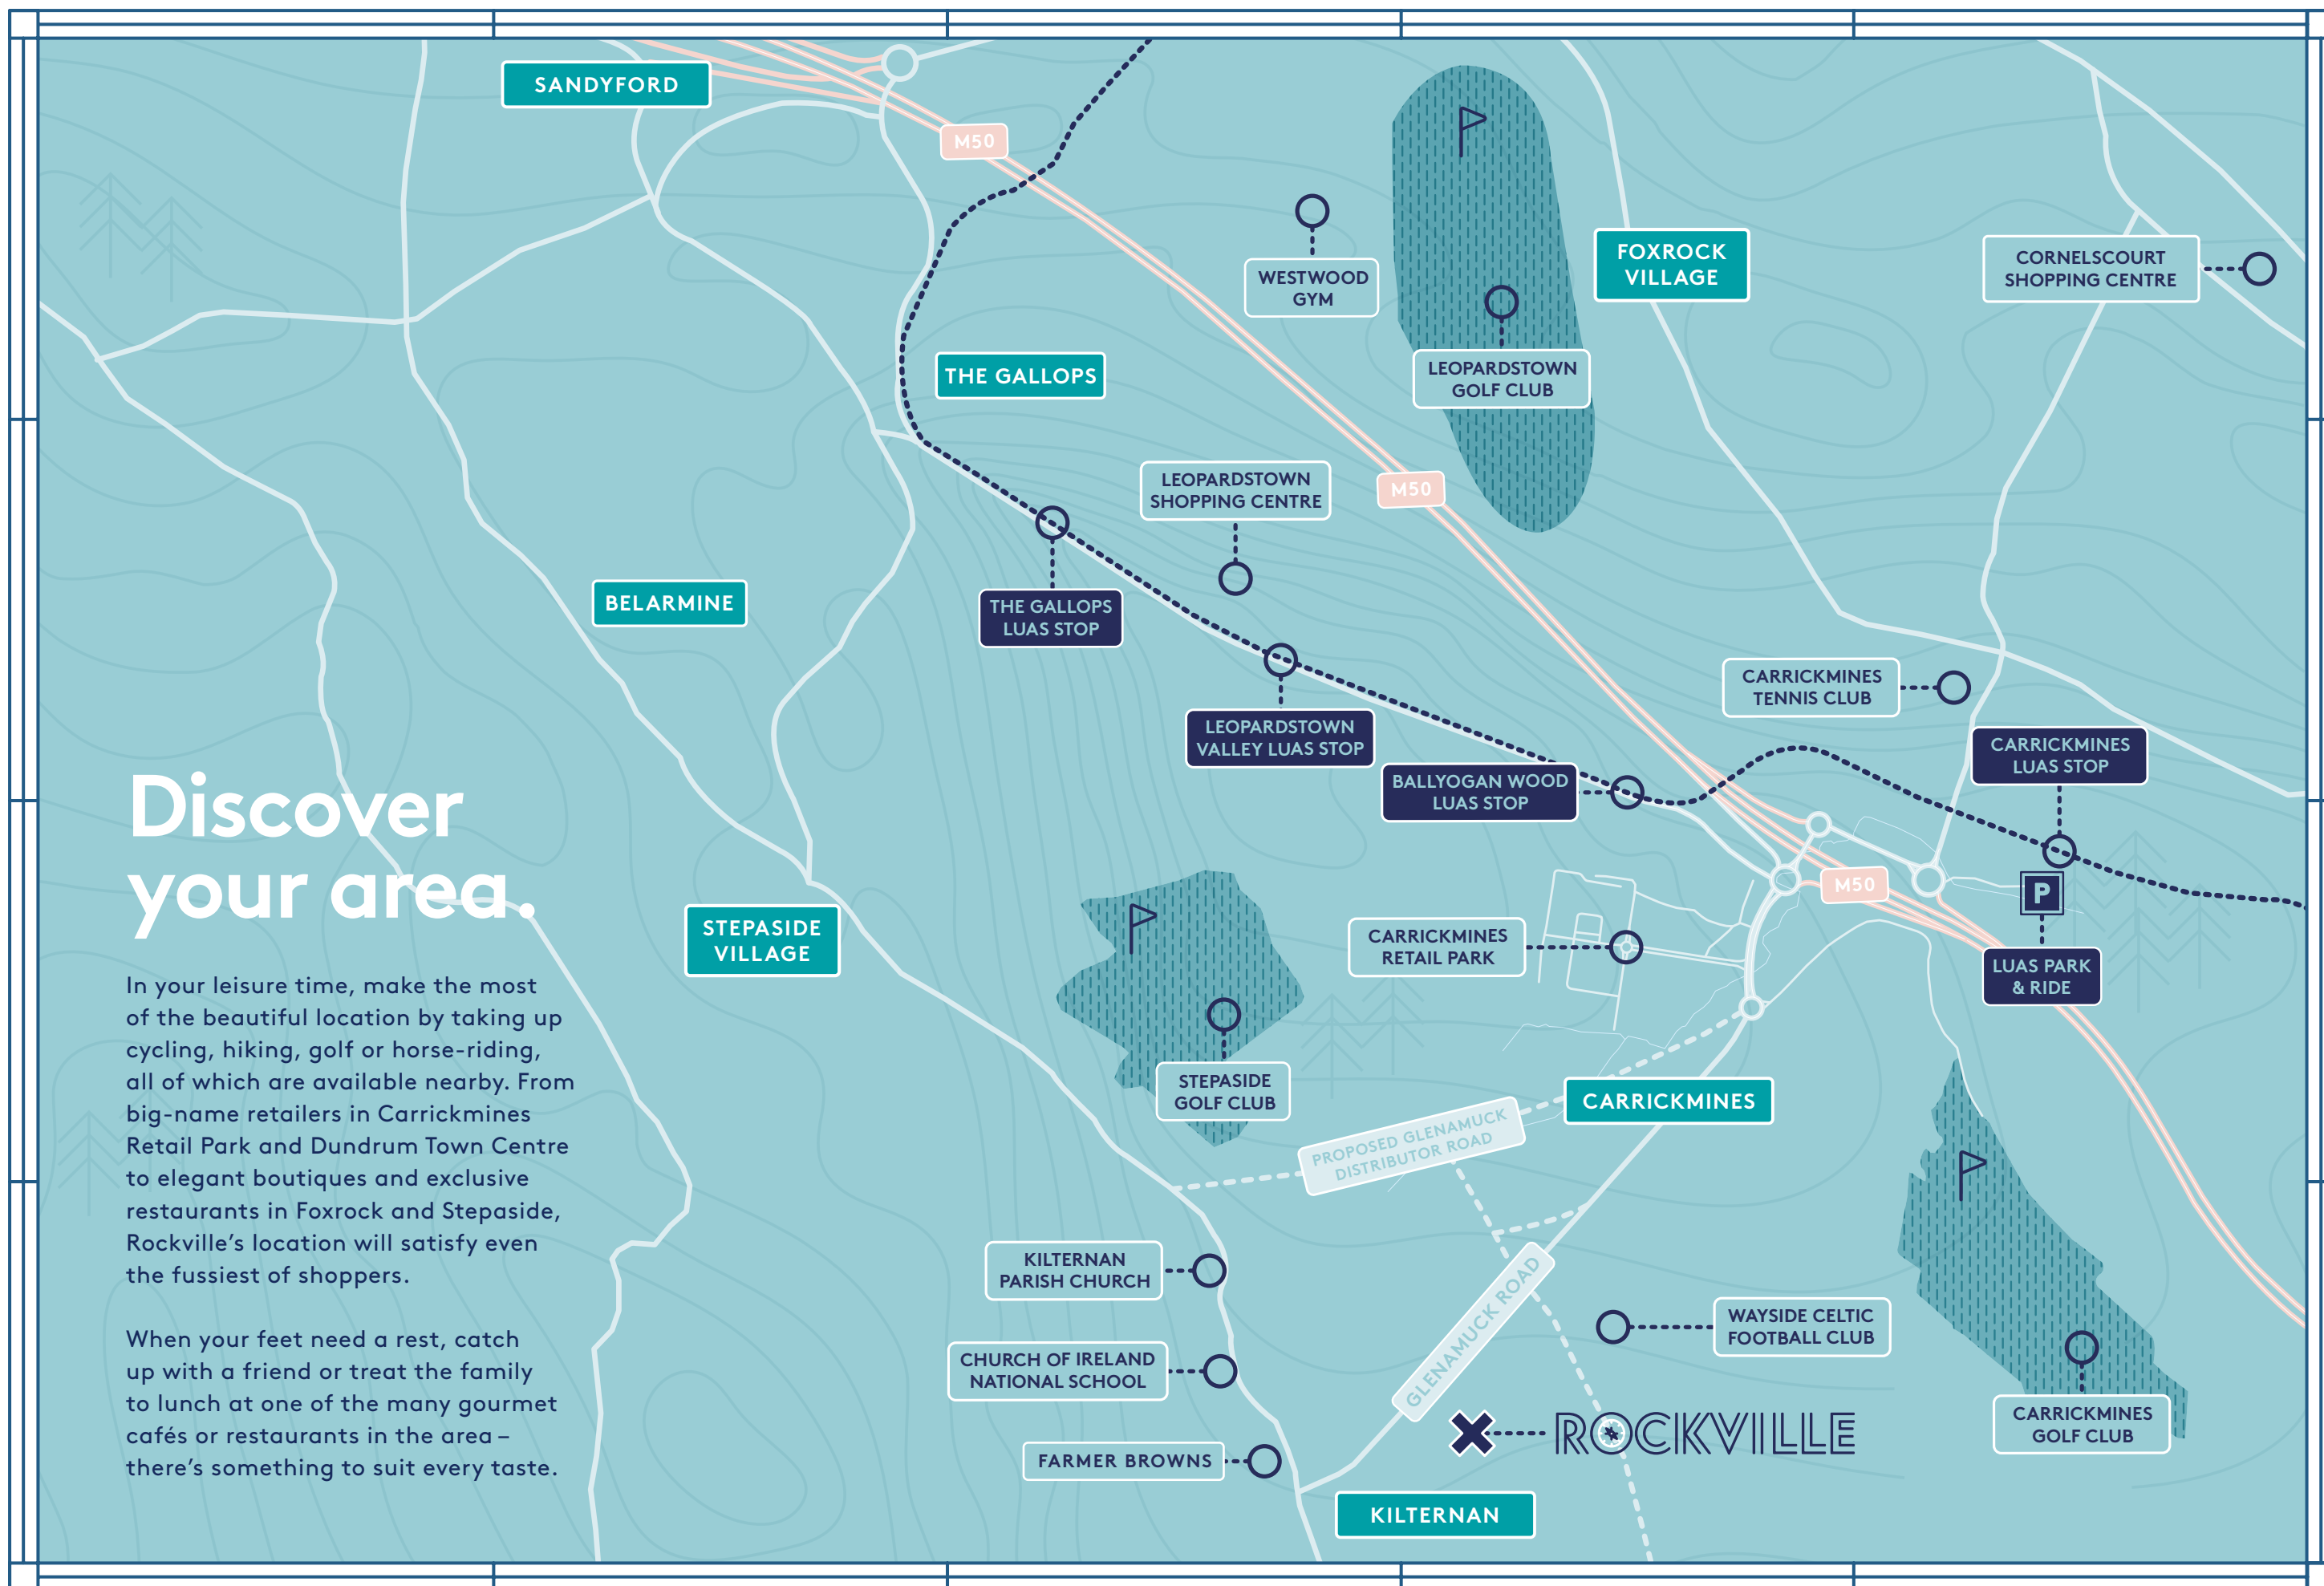 SANDYFORD
M50
WESTWOOD
GYM
FOXROCK
VILLAGE
CORNELSCOURT
SHOPPING CENTRE
THE GALLOPS
LEOPARDSTOWN
GOLF CLUB
LEOPARDSTOWN
SHOPPING CENTRE
M50
BELARMINE
THE GALLOPS
LUAS STOP
CARRICKMINES
TENNIS CLUB
LEOPARDSTOWN
VALLEY LUAS STOP
CARRICKMINES
LUAS STOP
BALLYOGAN WOOD
LUAS STOP
M50
P
LUAS PARK
& RIDE
STEPASIDE
VILLAGE
CARRICKMINES
RETAIL PARK
STEPASIDE
GOLF CLUB
CARRICKMINES
PROPOSED GLENAMUCK
DISTRIBUTOR ROAD
Discover
your area.
In your leisure time, make the most
of the beautiful location by taking up
cycling, hiking, golf or horse-riding,
all of which are available nearby. From
big-name retailers in Carrickmines
Retail Park and Dundrum Town Centre
to elegant boutiques and exclusive
restaurants in Foxrock and Stepaside,
Rockville’s location will satisfy even
the fussiest of shoppers.
When your feet need a rest, catch
up with a friend or treat the family
to lunch at one of the many gourmet
cafés or restaurants in the area –
there’s something to suit every taste.
KILTERNAN
PARISH CHURCH
GLENAMUCK ROAD
WAYSIDE CELTIC
FOOTBALL CLUB
CHURCH OF IRELAND
NATIONAL SCHOOL
ROCKVILLE
CARRICKMINES
GOLF CLUB
FARMER BROWNS
KILTERNAN